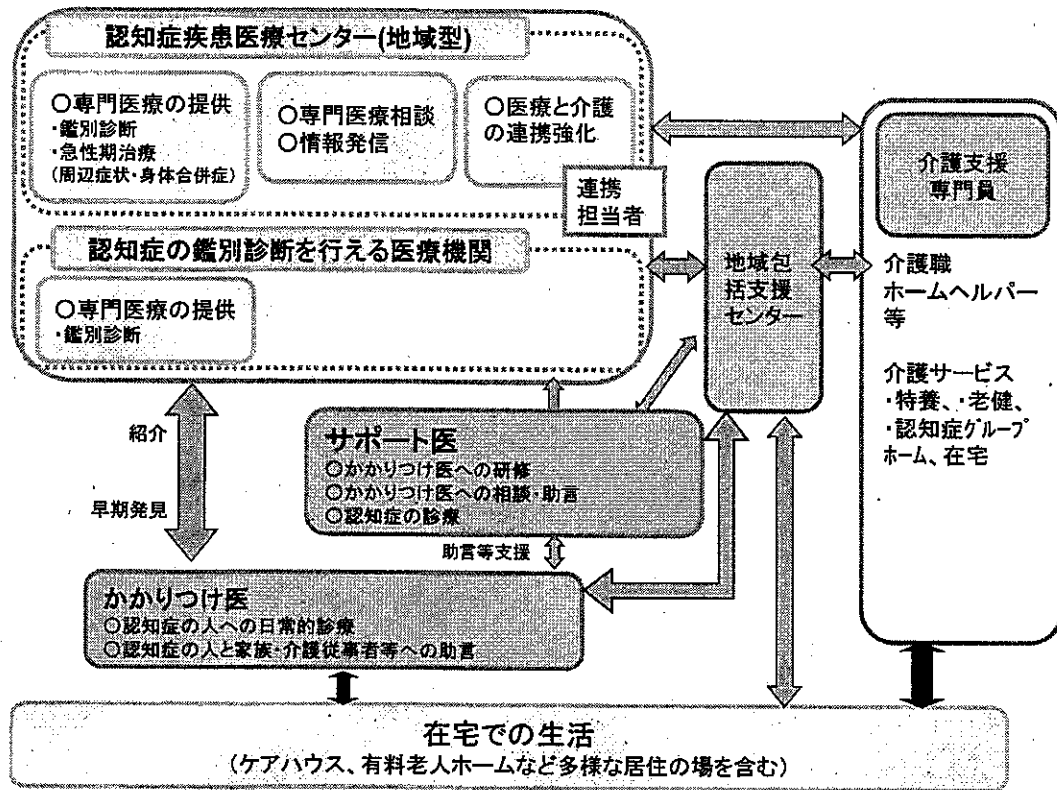 認知症疾患医療センター(地域型)
○専門医療の提供
・鑑別診断
・急性期治療
(周辺症状・身体合併症)
○専門医療相談
○情報発信
○医療と介護
の連携強化
連携
担当者
認知症の鑑別診断を行える医療機関
○専門医療の提供
・鑑別診断
地域包
括支援
センター
介護支援
専門員
介護職
ホームヘルパー
等
介護サービス
・特養、・老健、
・認知症グループ
ホーム、在宅
紹介
早期発見
サポート医
○かかりつけ医への研修
○かかりつけ医への相談・助言
○認知症の診療
助言等支援
かかりつけ医
○認知症の人への日常的診療
○認知症の人と家族・介護従事者等への助言
在宅での生活
(ケアハウス、有料老人ホームなど多様な居住の場を含む)